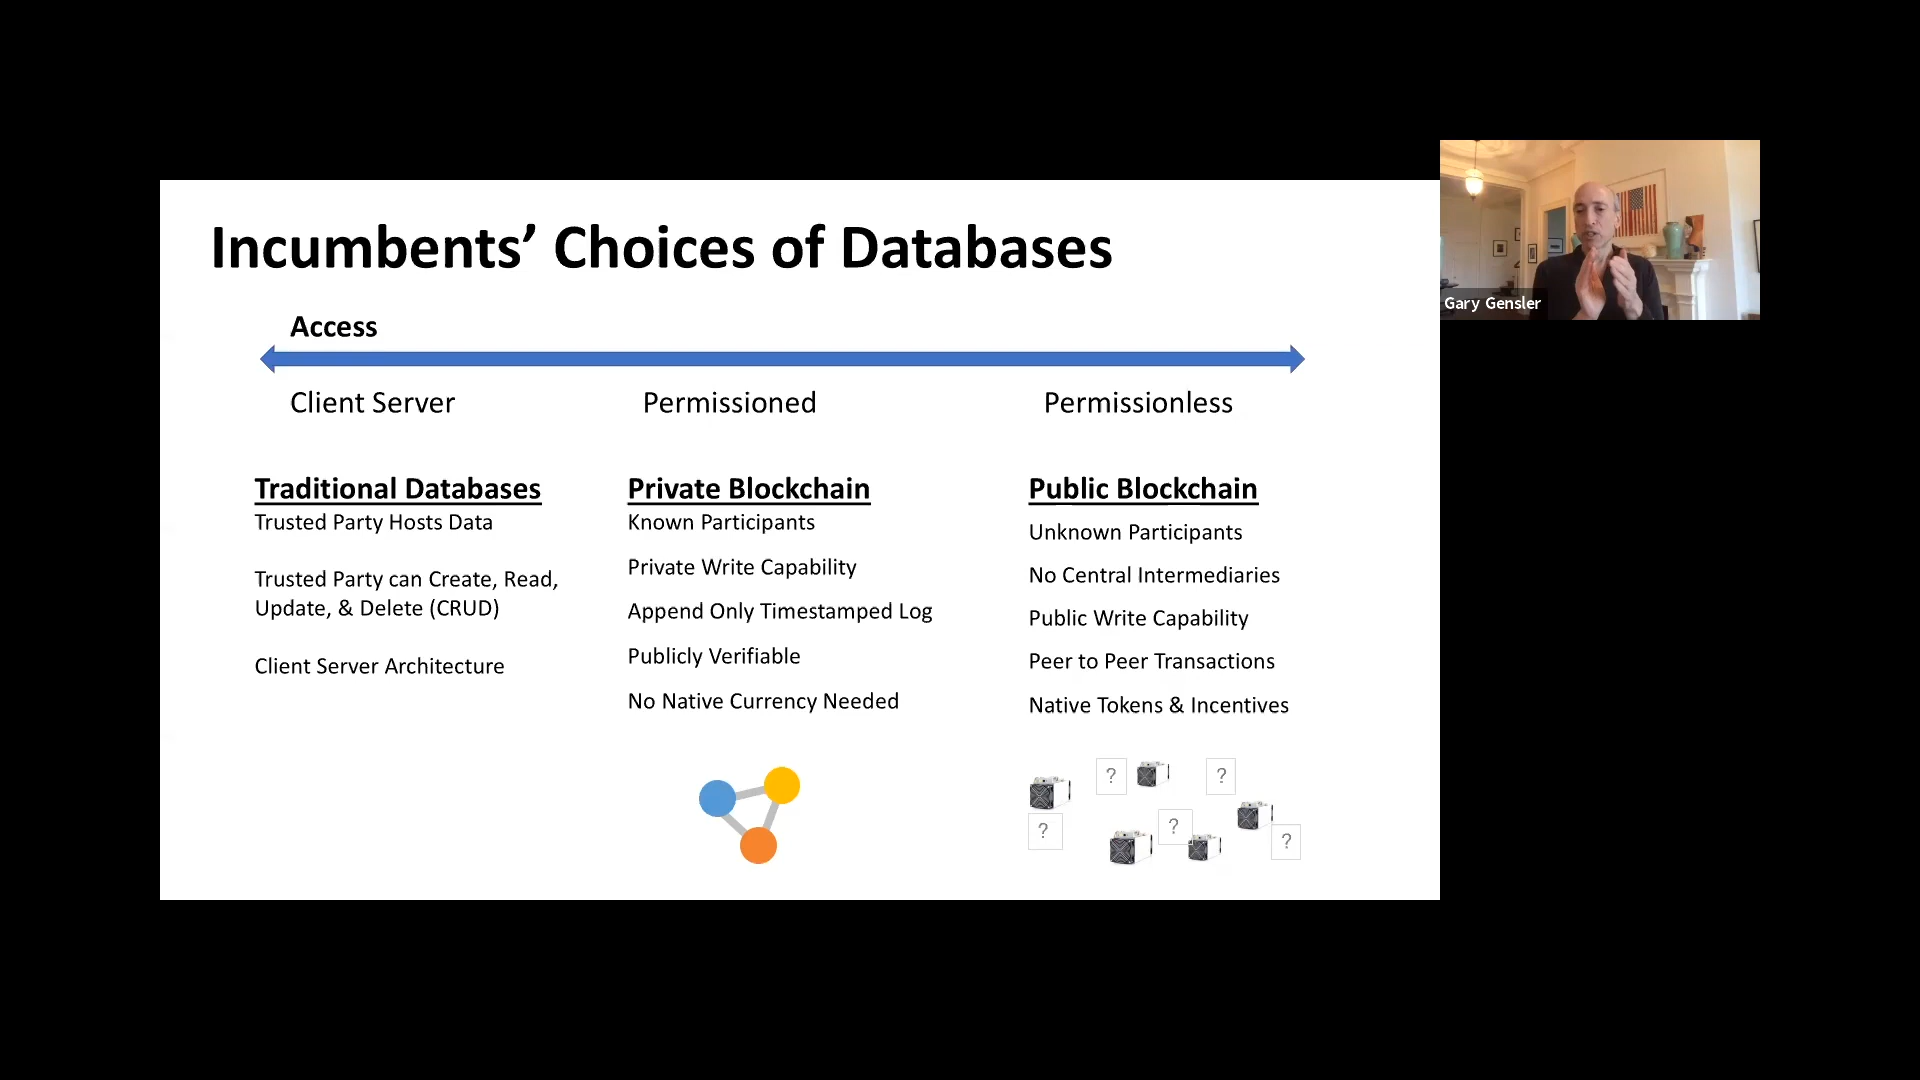 Incumbents’ Choices of Databases
Access
Client Server
Permissioned
Permissionless
Traditional Databases
Trusted Party Hosts Data
Trusted Party can Create, Read,
Update, & Delete (CRUD)
Client Server Architecture
Private Blockchain
Known Participants
Private Write Capability
Append Only Timestamped Log
Publicly Verifiable
No Native Currency Needed
Public Blockchain
Unknown Participants
No Central Intermediaries
Public Write Capability
Peer to Peer Transactions
Native Tokens & Incentives
?
?
?
?
?
Gary Gensler